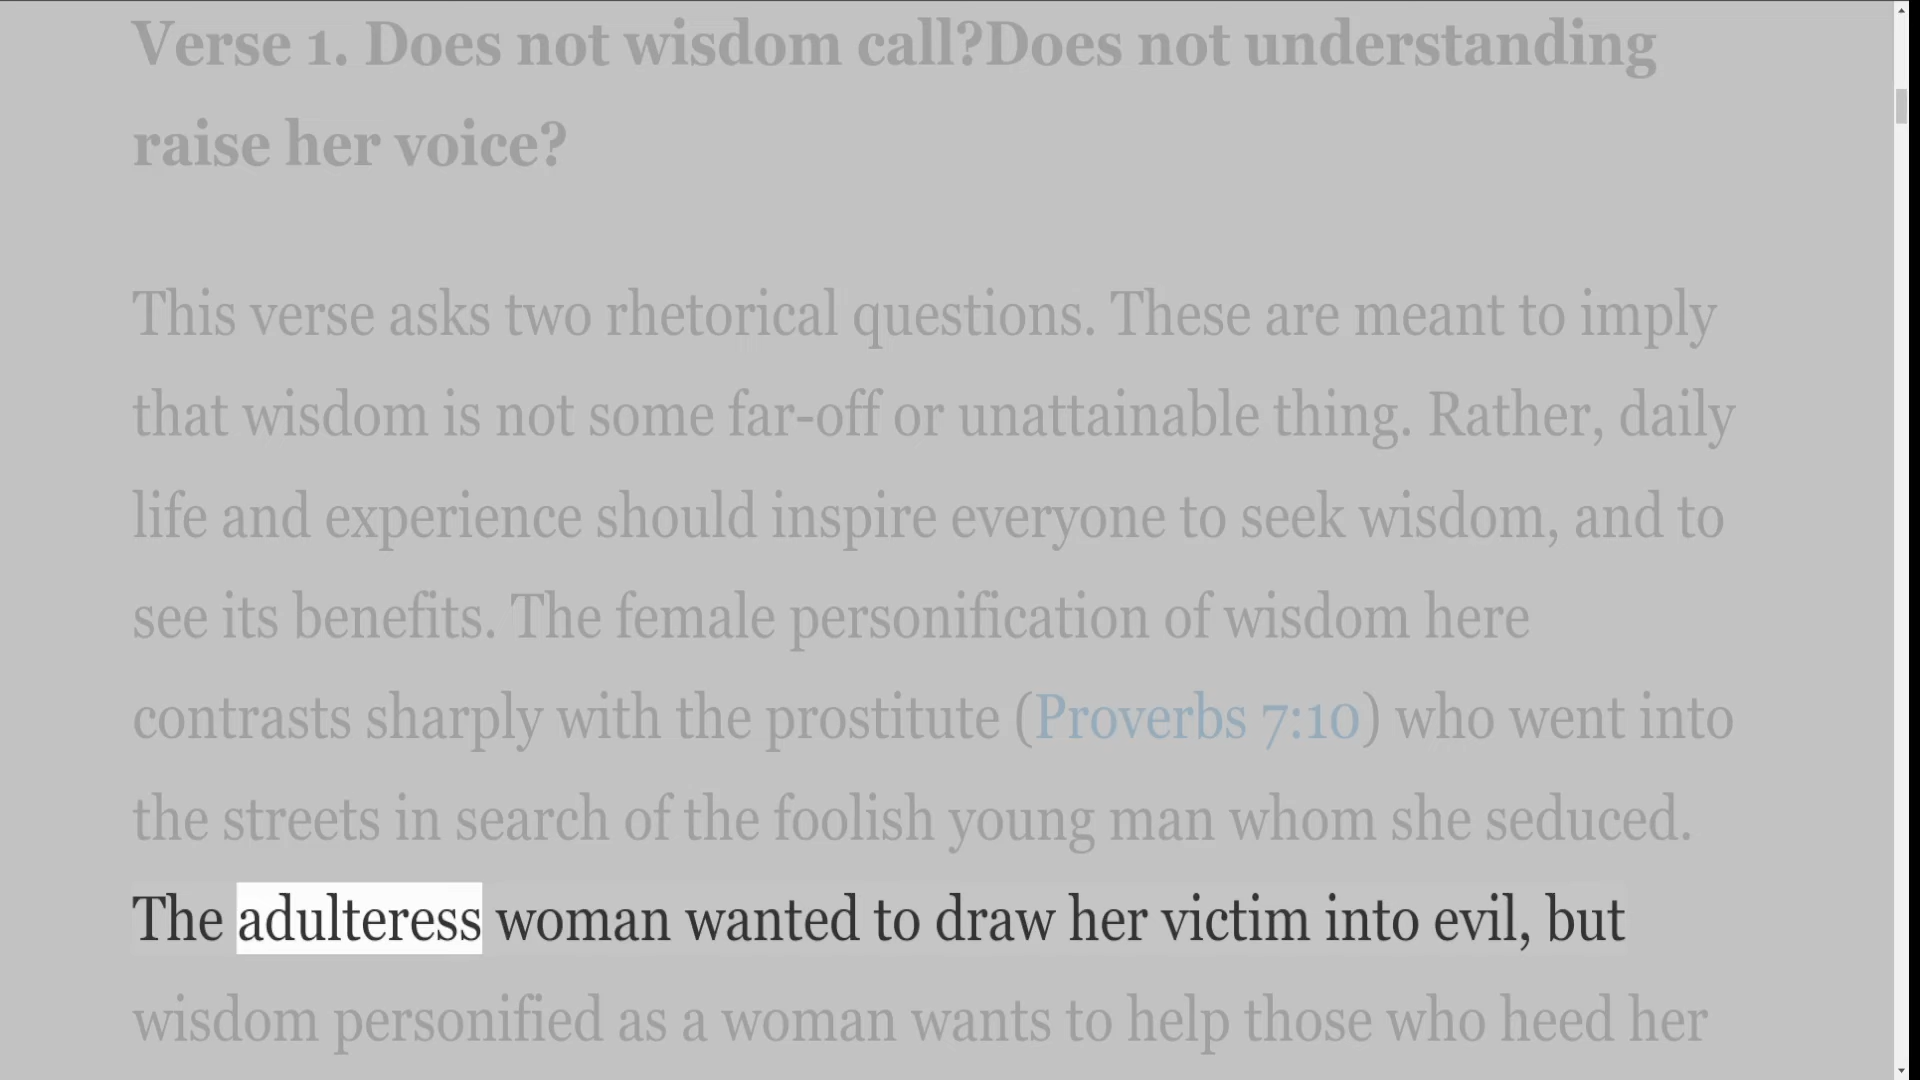 Verse 1. Does not wisdom call?Does not understanding
raise her voice?
This verse asks two rhetorical questions. These are meant to imply
that wisdom is not some far-off or unattainable thing. Rather, daily
life and experience should inspire everyone to seek wisdom, and to
see its benefits. The female personification of wisdom here
contrasts sharply with the prostitute (Proverbs 7:10) who went into
the streets in search of the foolish young man whom she seduced.
The adulteress woman wanted to draw her victim into evil, but
wisdom personified as a woman wants to help those who heed her